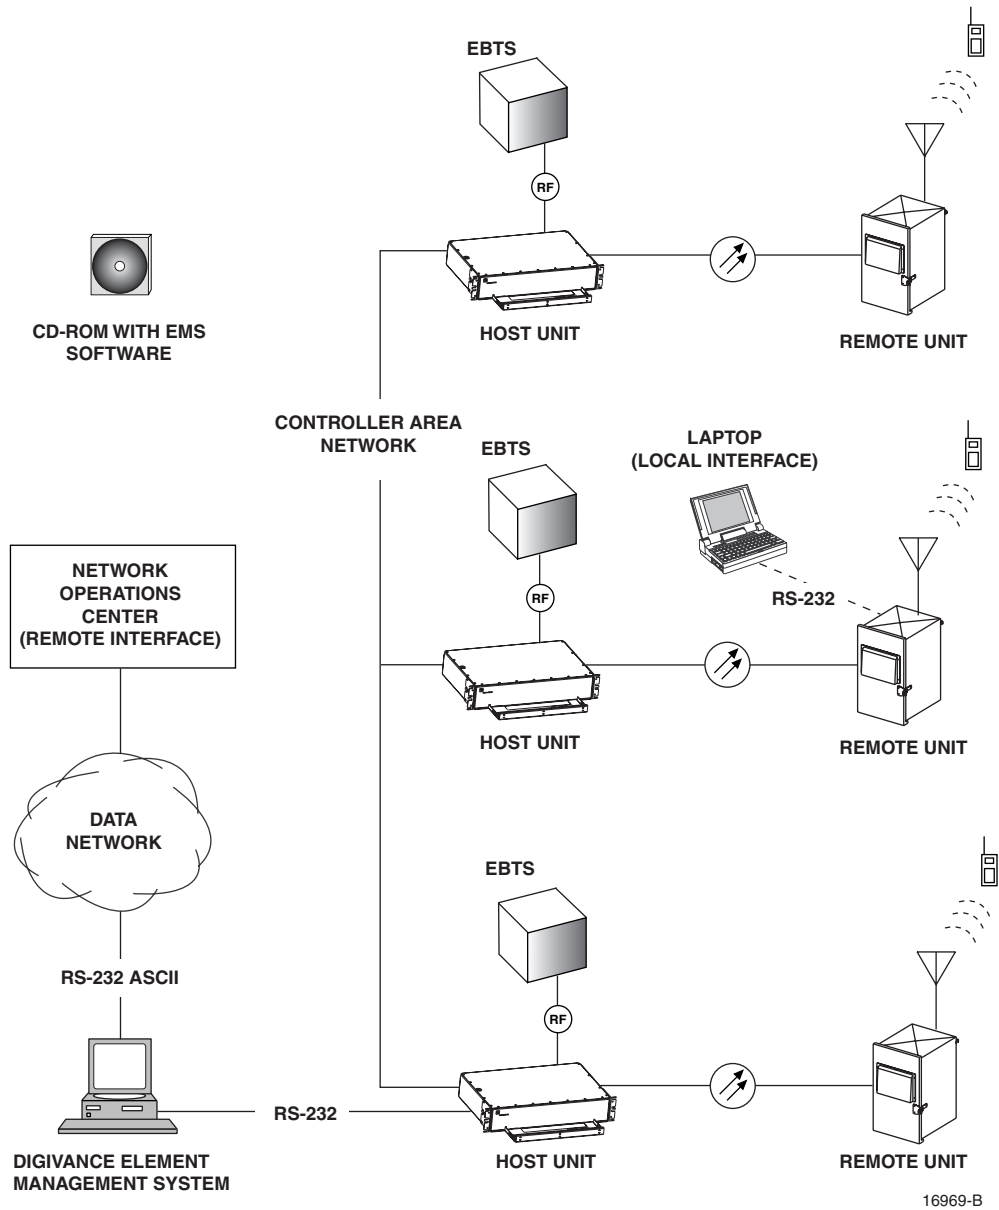 EBTS
RF
HOST UNIT
REMOTE UNIT
CD-ROM WITH EMS
SOFTWARE
CONTROLLER AREA
NETWORK
EBTS
LAPTOP
(LOCAL INTERFACE)
RS-232
RF
HOST UNIT
REMOTE UNIT
NETWORK
OPERATIONS
CENTER
(REMOTE INTERFACE)
DATA
NETWORK
RS-232 ASCII
EBTS
RF
RS-232
HOST UNIT
REMOTE UNIT
DIGIVANCE ELEMENT
MANAGEMENT SYSTEM
16969-B